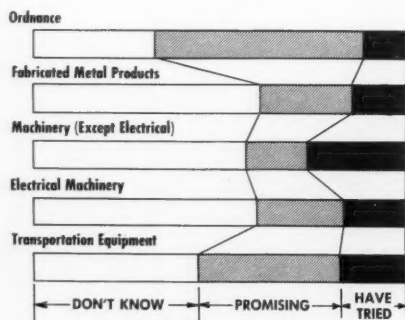 Ordnance
Fabricated Metal Products
Machinery (Except Electrical)
Electrical Machinery
Transportation Equipment
DON'T KNOW
PROMISING
HAVE
TRIED